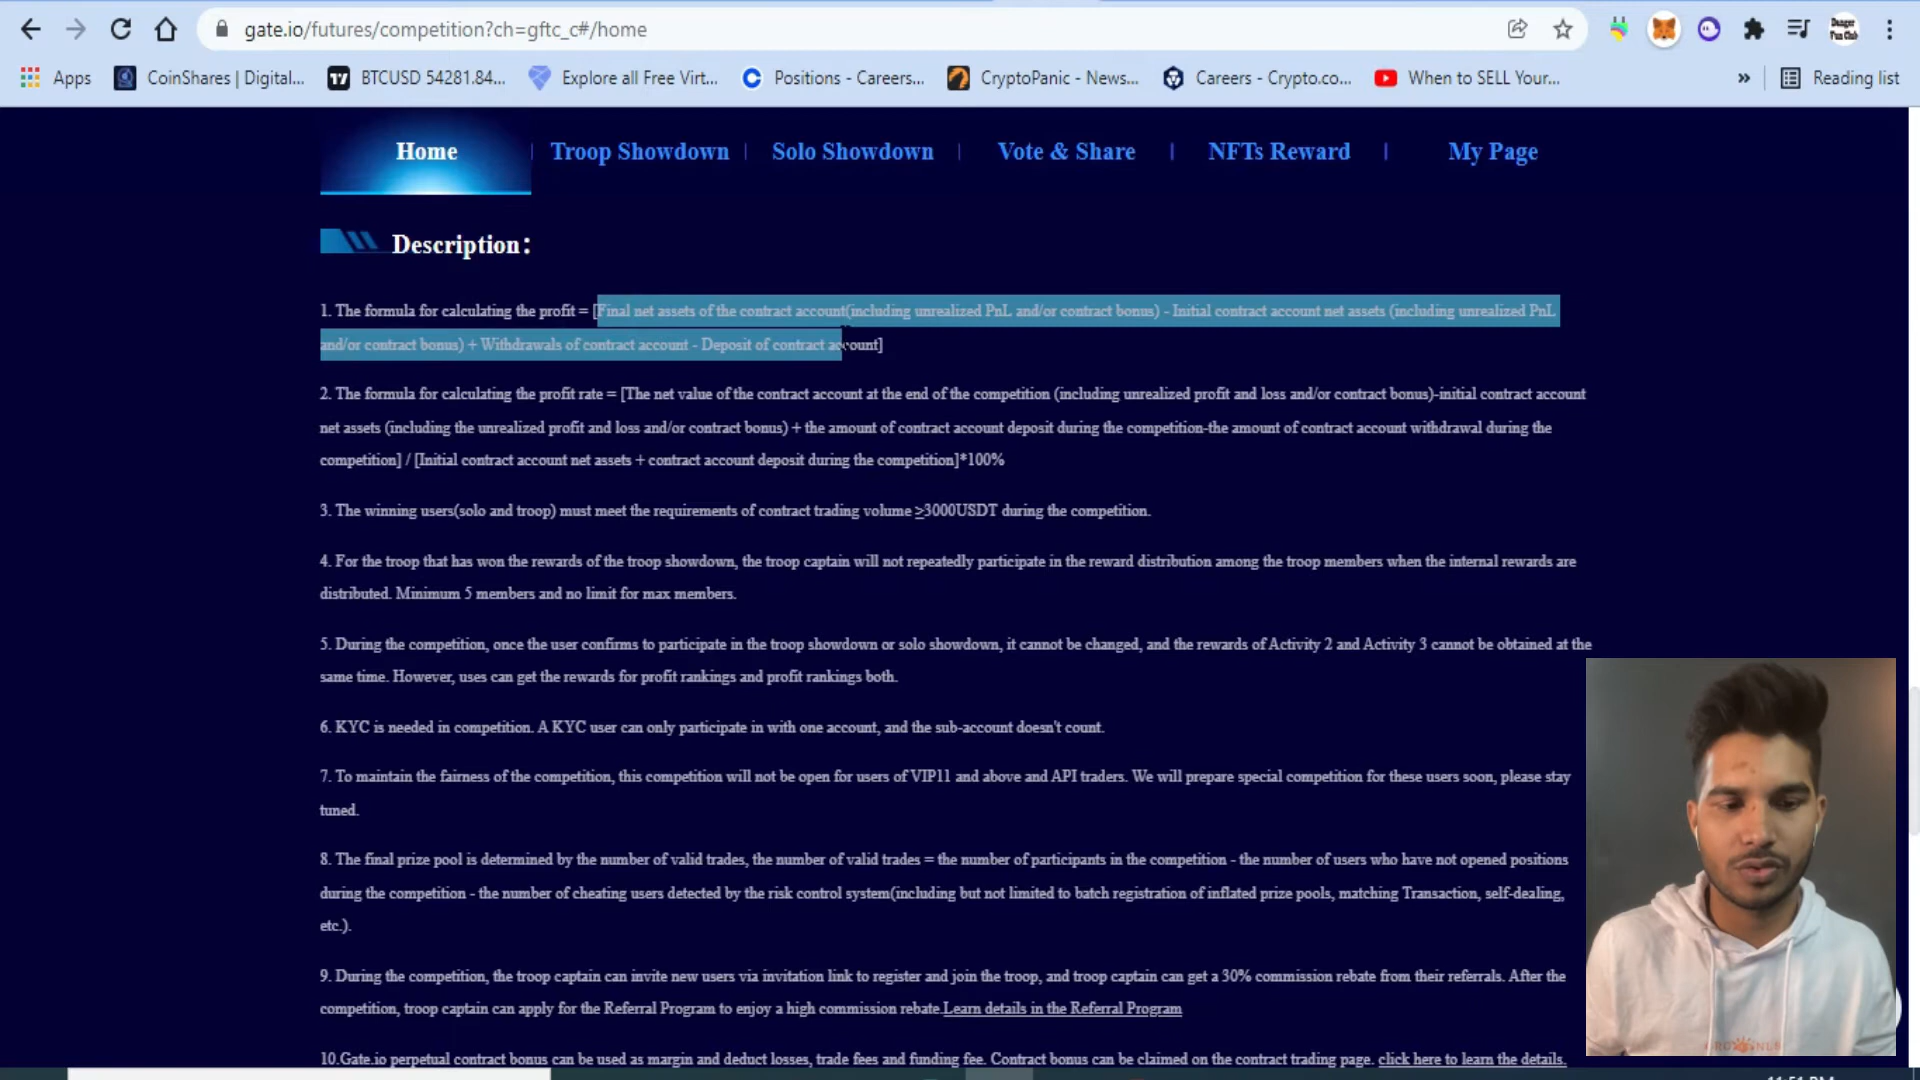 gate.io/futures/competition?ch=gftc_c#/home
Danger Fun Club
Apps CoinShares | Digital... BTCUSD 54281.84... Explore all Free Virt... Positions - Careers... CryptoPanic - News... Careers - Crypto.co... When to SELL Your... » Reading list
Home Troop Showdown Solo Showdown Vote & Share NFTs Reward My Page
Description:
1. The formula for calculating the profit = [Final net assets of the contract account(including unrealized PnL and/or contract bonus) - Initial contract account net assets (including unrealized PnL
and/or contract bonus) + Withdrawals of contract account - Deposit of contract account]
2. The formula for calculating the profit rate = [The net value of the contract account at the end of the competition (including unrealized profit and loss and/or contract bonus)-initial contract account
net assets (including the unrealized profit and loss and/or contract bonus) + the amount of contract account deposit during the competition-the amount of contract account withdrawal during the
competition] / [Initial contract account net assets + contract account deposit during the competition]*100%
3. The winning users(solo and troop) must meet the requirements of contract trading volume ≥3000USDT during the competition.
4. For the troop that has won the rewards of the troop showdown, the troop captain will not repeatedly participate in the reward distribution among the troop members when the internal rewards are
distributed. Minimum 5 members and no limit for max members.
5. During the competition, once the user confirms to participate in the troop showdown or solo showdown, it cannot be changed, and the rewards of Activity 2 and Activity 3 cannot be obtained at the
same time. However, uses can get the rewards for profit rankings and profit rankings both.
6. KYC is needed in competition. A KYC user can only participate in with one account, and the sub-account doesn't count.
7. To maintain the fairness of the competition, this competition will not be open for users of VIP11 and above and API traders. We will prepare special competition for these users soon, please stay
tuned.
8. The final prize pool is determined by the number of valid trades, the number of valid trades = the number of participants in the competition - the number of users who have not opened positions
during the competition - the number of cheating users detected by the risk control system(including but not limited to batch registration of inflated prize pools, matching Transaction, self-dealing,
etc.).
9. During the competition, the troop captain can invite new users via invitation link to register and join the troop, and troop captain can get a 30% commission rebate from their referrals. After the
competition, troop captain can apply for the Referral Program to enjoy a high commission rebate.Learn details in the Referral Program
10.Gate.io perpetual contract bonus can be used as margin and deduct losses, trade fees and funding fee. Contract bonus can be claimed on the contract trading page. click here to learn the details.